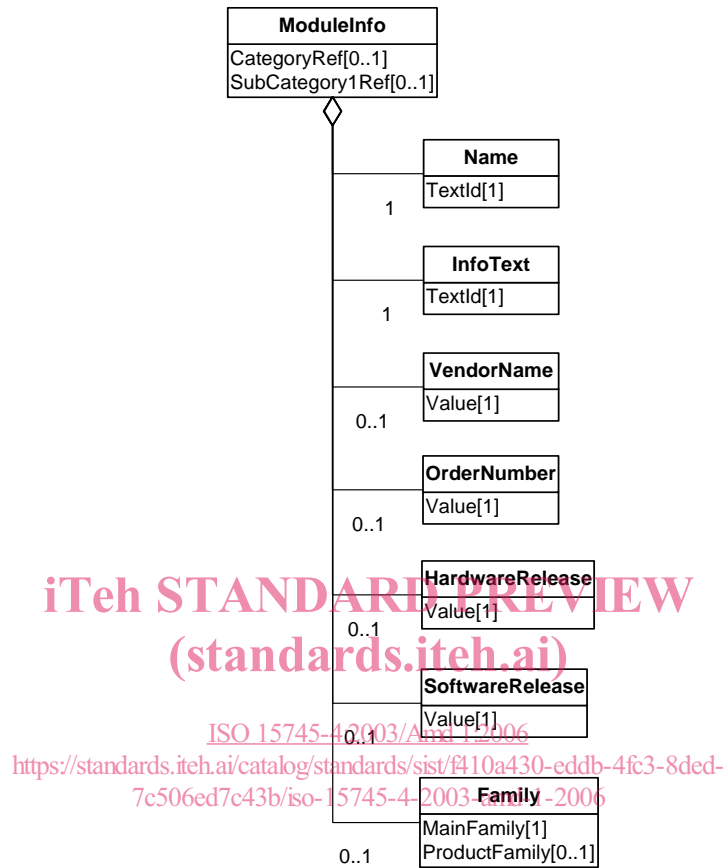 ModuleInfo
CategoryRef[0..1]
SubCategory1Ref[0..1]
Name
TextId[1]
1
InfoText
TextId[1]
1
VendorName
Value[1]
0..1
OrderNumber
Value[1]
0..1
HardwareRelease
iTeh STANDARD PREVIEW
Value[1]
0..1
(standards.iteh.ai)
SoftwareRelease
Value[1]
ISO 15745-4:2003/Amd 1:2006
0..1
https://standards.iteh.ai/catalog/standards/sist/f410a430-eddb-4fc3-8ded-
7c506ed7c43b/iso-15745-4-2003-amd-1-2006
Family
MainFamily[1]
ProductFamily[0..1]
0..1